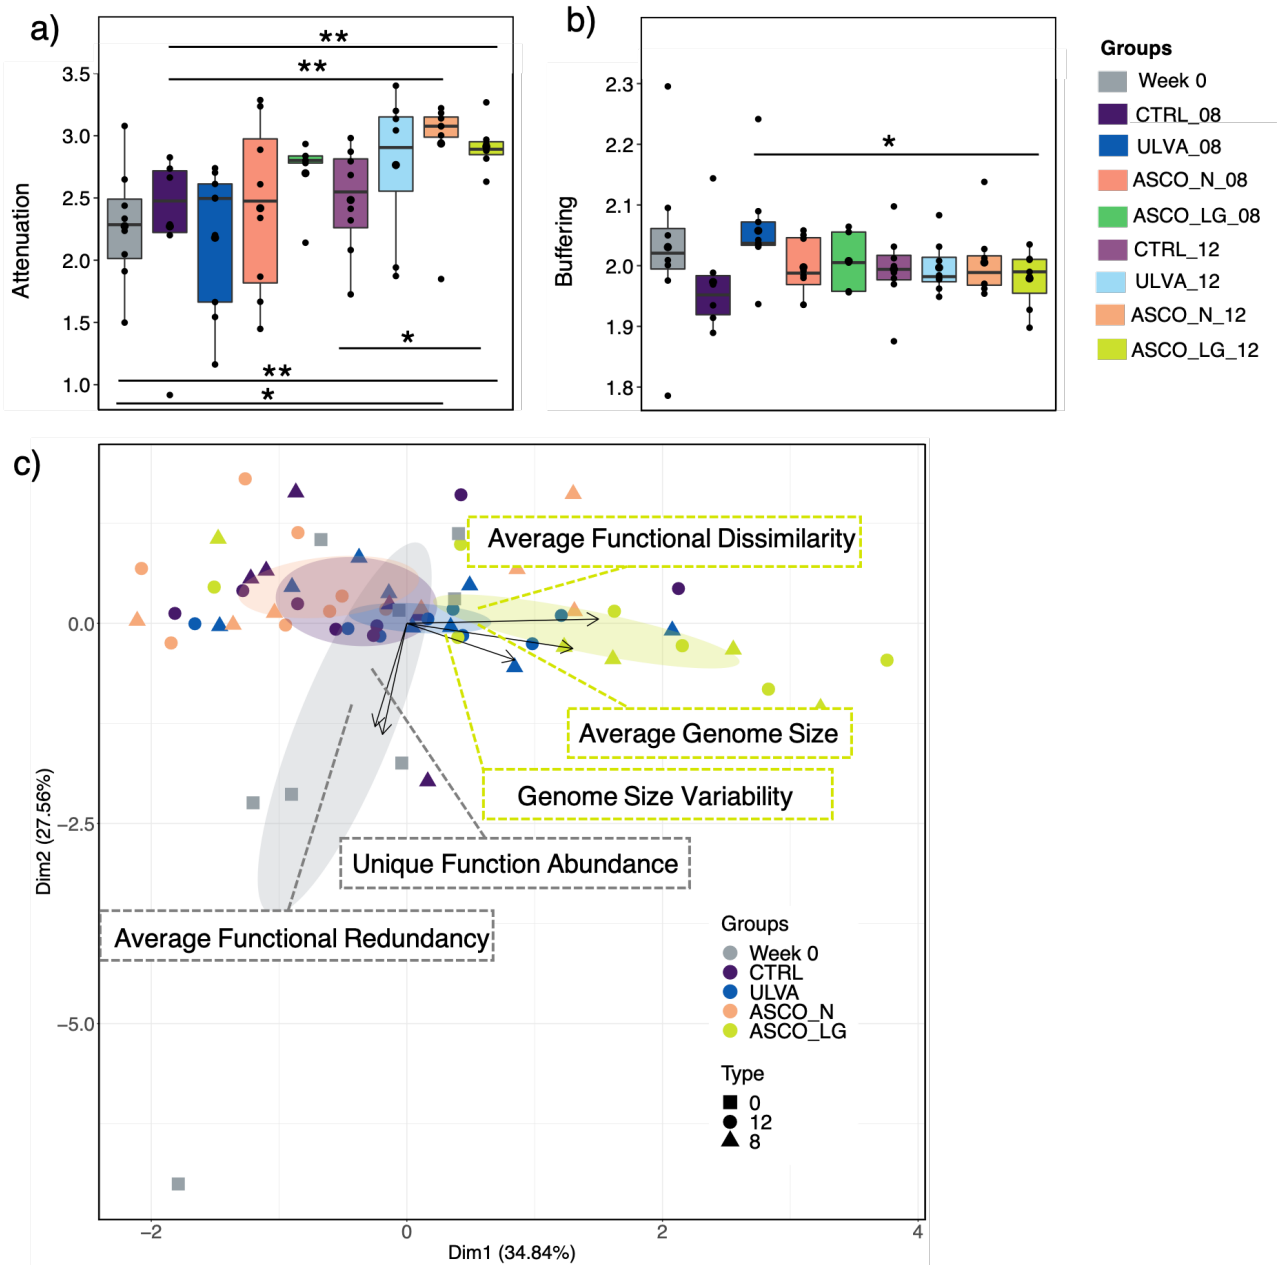 a)
**
**
3.5
3.0
2.5
2.0
1.5
1.0
Attenuation
*
**
*
b)
2.3
2.2
2.1
2.0
1.9
1.8
Buffering
*
Groups
Week 0
CTRL_08
ULVA_08
ASCO_N_08
ASCO_LG_08
CTRL_12
ULVA_12
ASCO_N_12
ASCO_LG_12
c)
Average Functional Dissimilarity
Average Genome Size
Genome Size Variability
Unique Function Abundance
Average Functional Redundancy
0.0
−2.5
−5.0
Dim2 (27.56%)
−2
0
2
4
Dim1 (34.84%)
Groups
Week 0
CTRL
ULVA
ASCO_N
ASCO_LG
Type
0
12
8